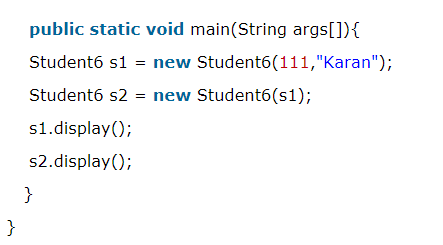 public static void main(String args[]){
Student6 s1 = new Student6(111,"Karan");
Student6 s2 = new Student6(s1);
s1.display();
s2.display();
}
}